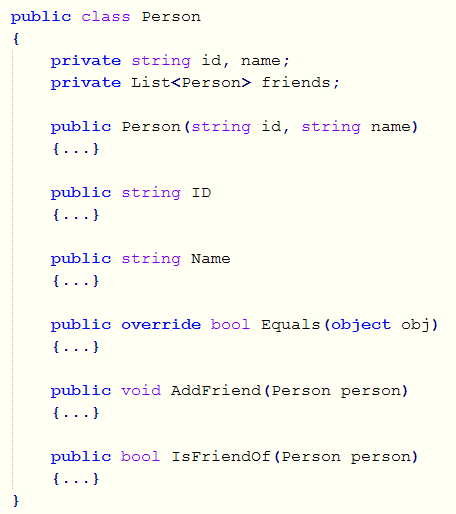 public class Person
{
    private string id, name;
    private List<Person> friends;

    public Person(string id, string name)
    {...}

    public string ID
    {...}

    public string Name
    {...}

    public override bool Equals(object obj)
    {...}

    public void AddFriend(Person person)
    {...}

    public bool IsFriendOf(Person person)
    {...}
}